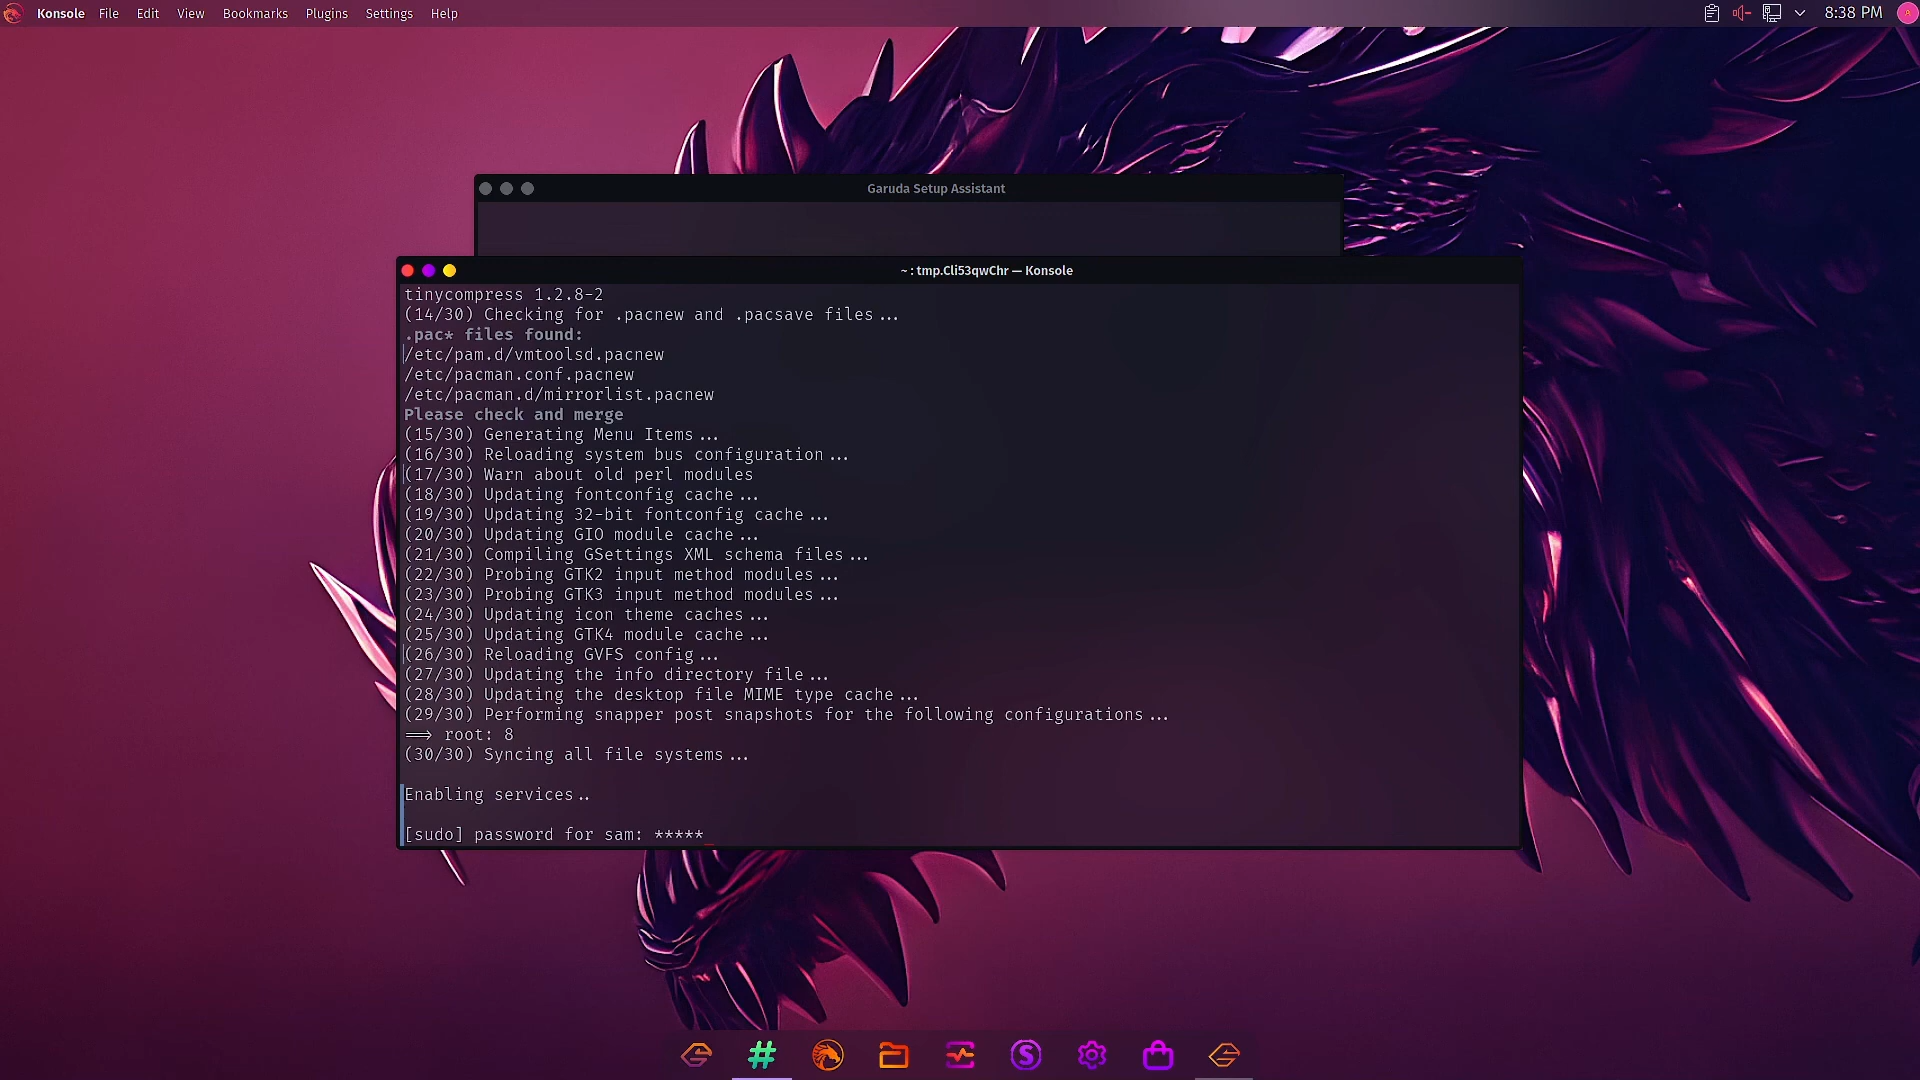 Konsole File Edit View Bookmarks Plugins Settings Help 8:38 PM
Garuda Setup Assistant
~ : tmp.Cli53qwChr — Konsole
tinycompress 1.2.8-2
(14/30) Checking for .pacnew and .pacsave files...
.pac* files found:
/etc/pam.d/vmtoolsd.pacnew
/etc/pacman.conf.pacnew
/etc/pacman.d/mirrorlist.pacnew
Please check and merge
(15/30) Generating Menu Items...
(16/30) Reloading system bus configuration...
(17/30) Warn about old perl modules
(18/30) Updating fontconfig cache...
(19/30) Updating 32-bit fontconfig cache...
(20/30) Updating GIO module cache...
(21/30) Compiling GSettings XML schema files...
(22/30) Probing GTK2 input method modules...
(23/30) Probing GTK3 input method modules...
(24/30) Updating icon theme caches...
(25/30) Updating GTK4 module cache...
(26/30) Reloading GVFS config...
(27/30) Updating the info directory file...
(28/30) Updating the desktop file MIME type cache...
(29/30) Performing snapper post snapshots for the following configurations...
==> root: 8
(30/30) Syncing all file systems...
Enabling services..
[sudo] password for sam: *****